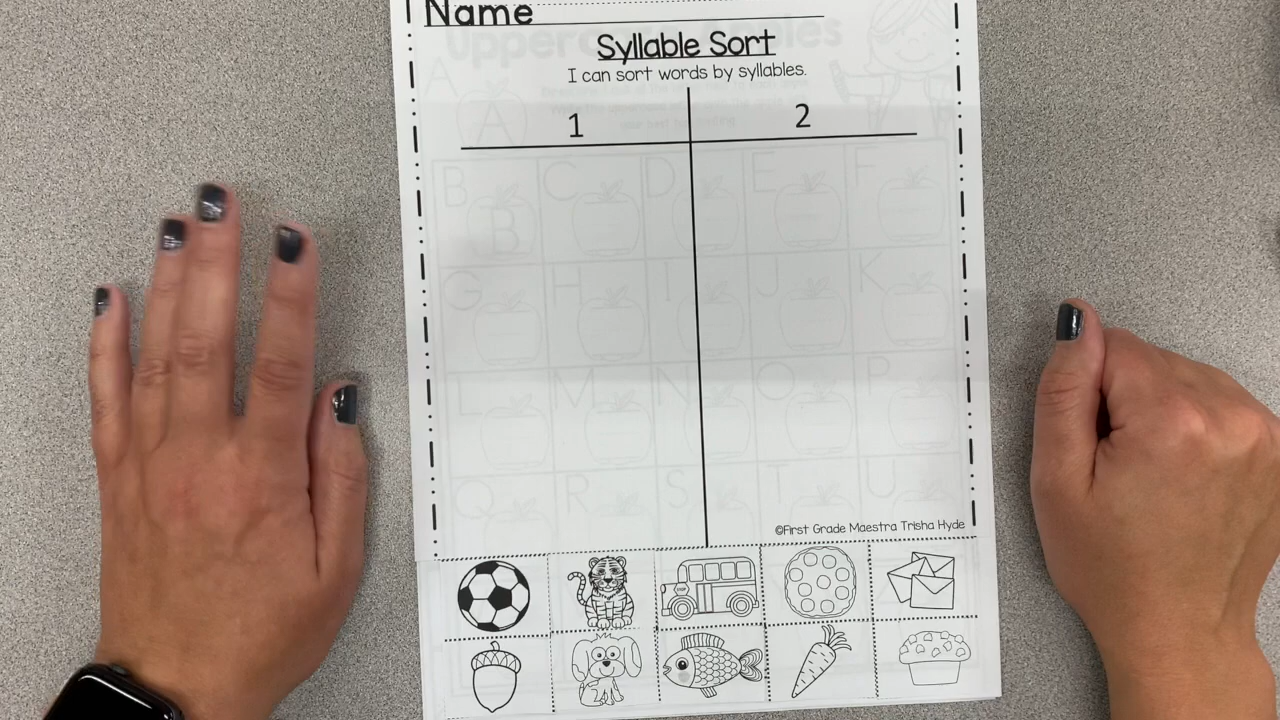 Name
Syllable Sort
I can sort words by syllables.
1 2
A
A
B C D E F
B
G H I J K
L M N O P
Q R S T U
©First Grade Maestra Trisha Hyde